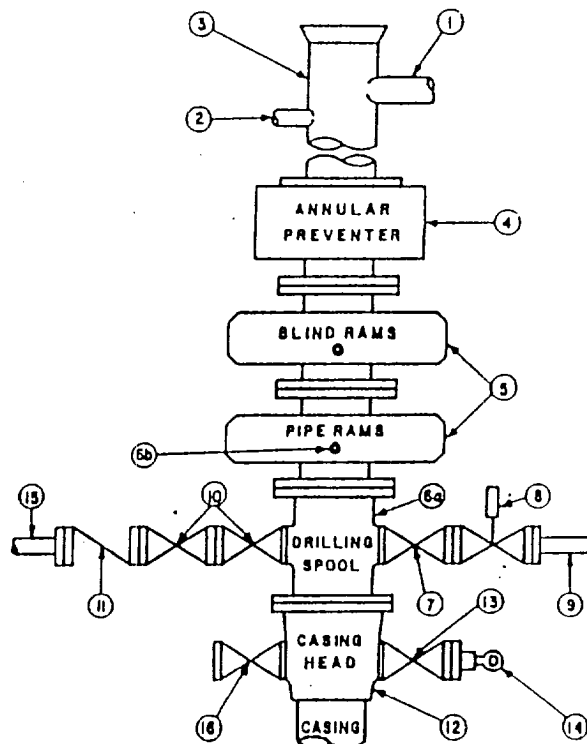 3
1
2
ANNULAR
PREVENTER
4
BLIND RAMS
5
PIPE RAMS
6b
15
10
6a
8
DRILLING
SPOOL
11
7
9
13
CASING
HEAD
16
12
14
CASING